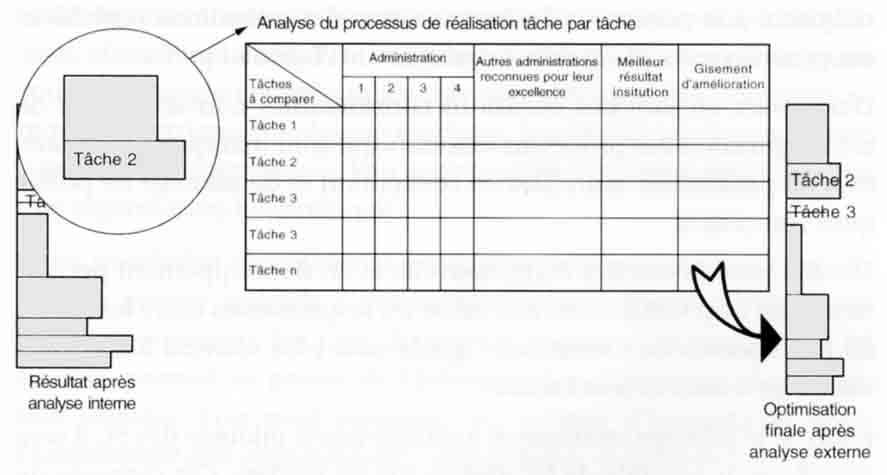 Analyse du processus de réalisation tâche par tâche
Tâches
à comparer
Administration
1 2 3 4
Autres administrations
reconnues pour leur
excellence
Meilleur
résultat
insitution
Gisement
d'amélioration
Tâche 1
Tâche 2
Tâche 3
Tâche 3
Tâche n
Tâche 2
Ta
Résultat après
analyse interne
Tâche 2
Tâche 3
Optimisation
finale après
analyse externe